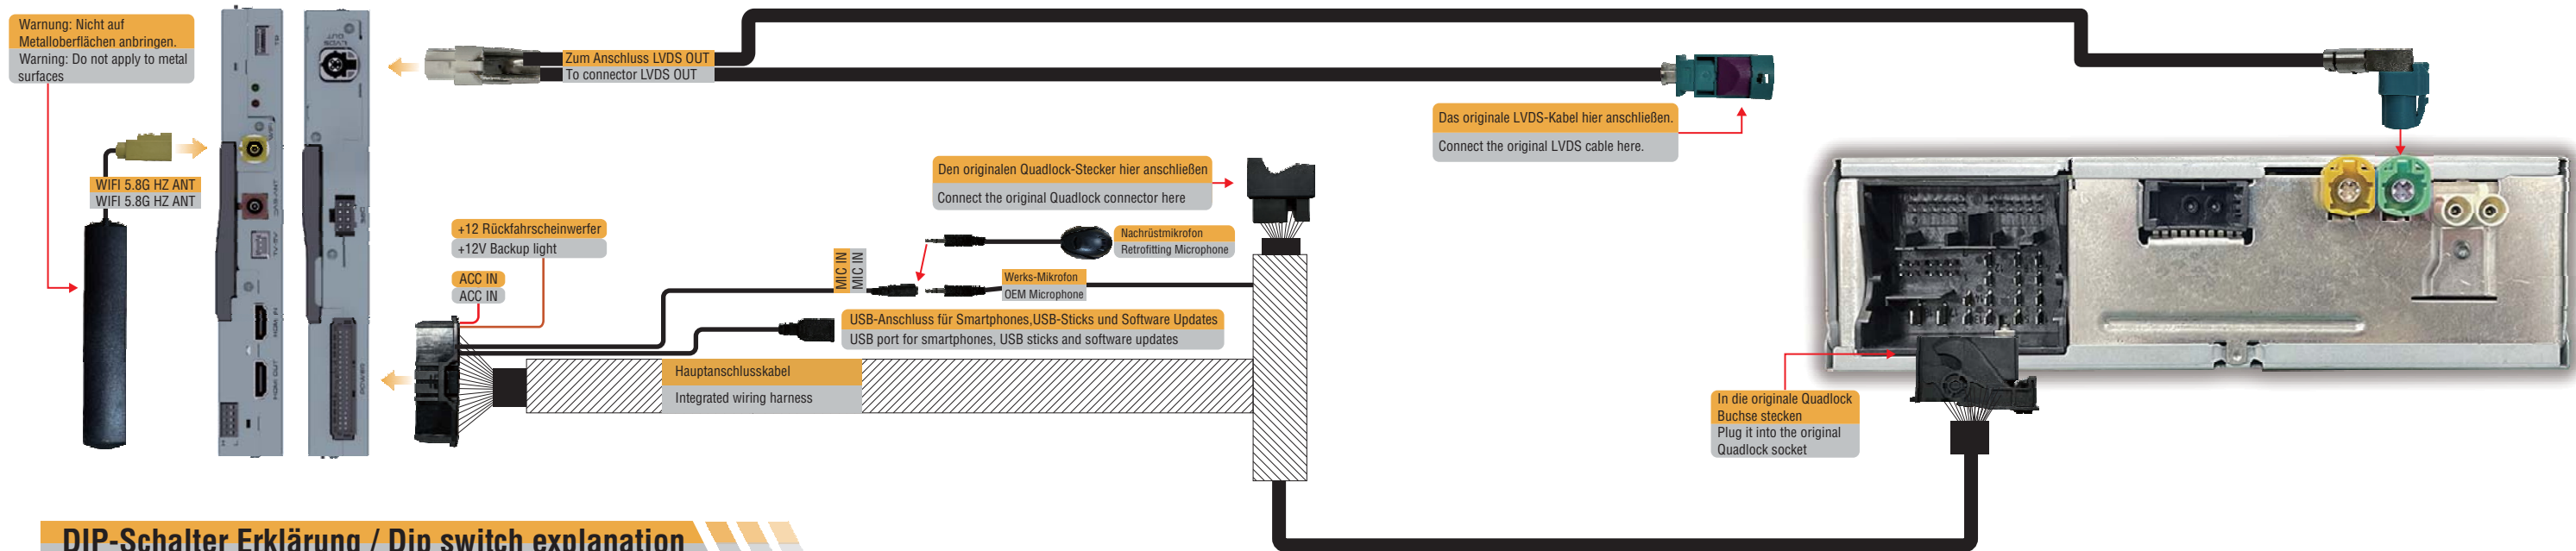 Warnung: Nicht auf
Metalloberflächen anbringen.
Warning: Do not apply to metal
surfaces
WIFI 5.8G HZ ANT
WIFI 5.8G HZ ANT
LVDS
OUT
HDMI IN
HDMI OUT
Zum Anschluss LVDS OUT
To connector LVDS OUT
Das originale LVDS-Kabel hier anschließen.
Connect the original LVDS cable here.
Den originalen Quadlock-Stecker hier anschließen
Connect the original Quadlock connector here
+12 Rückfahrscheinwerfer
+12V Backup light
ACC IN
ACC IN
MIC IN
MIC IN
Nachrüstmikrofon
Retrofitting Microphone
Werks-Mikrofon
OEM Microphone
USB-Anschluss für Smartphones,USB-Sticks und Software Updates
USB port for smartphones, USB sticks and software updates
Hauptanschlusskabel
Integrated wiring harness
In die originale Quadlock
Buchse stecken
Plug it into the original
Quadlock socket
DIP-Schalter Erklärung / Dip switch explanation